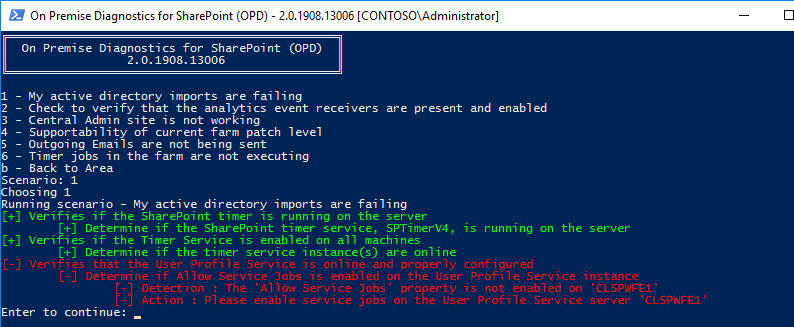 On Premise Diagnostics for SharePoint (OPD) - 2.0.1908.13006 [CONTOSO\Administrator]
On Premise Diagnostics for SharePoint (OPD)
2.0.1908.13006
1 - My active directory imports are failing
2 - Check to verify that the analytics event receivers are present and enabled
3 - Central Admin site is not working
4 - Supportability of current farm patch level
5 - Outgoing Emails are not being sent
6 - Timer jobs in the farm are not executing
b - Back to Area
Scenario: 1
Choosing 1
Running scenario - My active directory imports are failing
[+] Verifies if the SharePoint timer is running on the server
[+] Determine if the SharePoint timer service, SPTimerV4, is running on the server
[+] Verifies if the Timer Service is enabled on all machines
[+] Determine if the timer service instance(s) are online
[-] Verifies that the User Profile Service is online and properly configured
[-] Determine if Allow Service Jobs is enabled on the User Profile Service instance
[-] Detection : The 'Allow Service Jobs' property is not enabled on 'CLSPWFE1'
[-] Action : Please enable service jobs on the User Profile Service server 'CLSPWFE1'
Enter to continue: